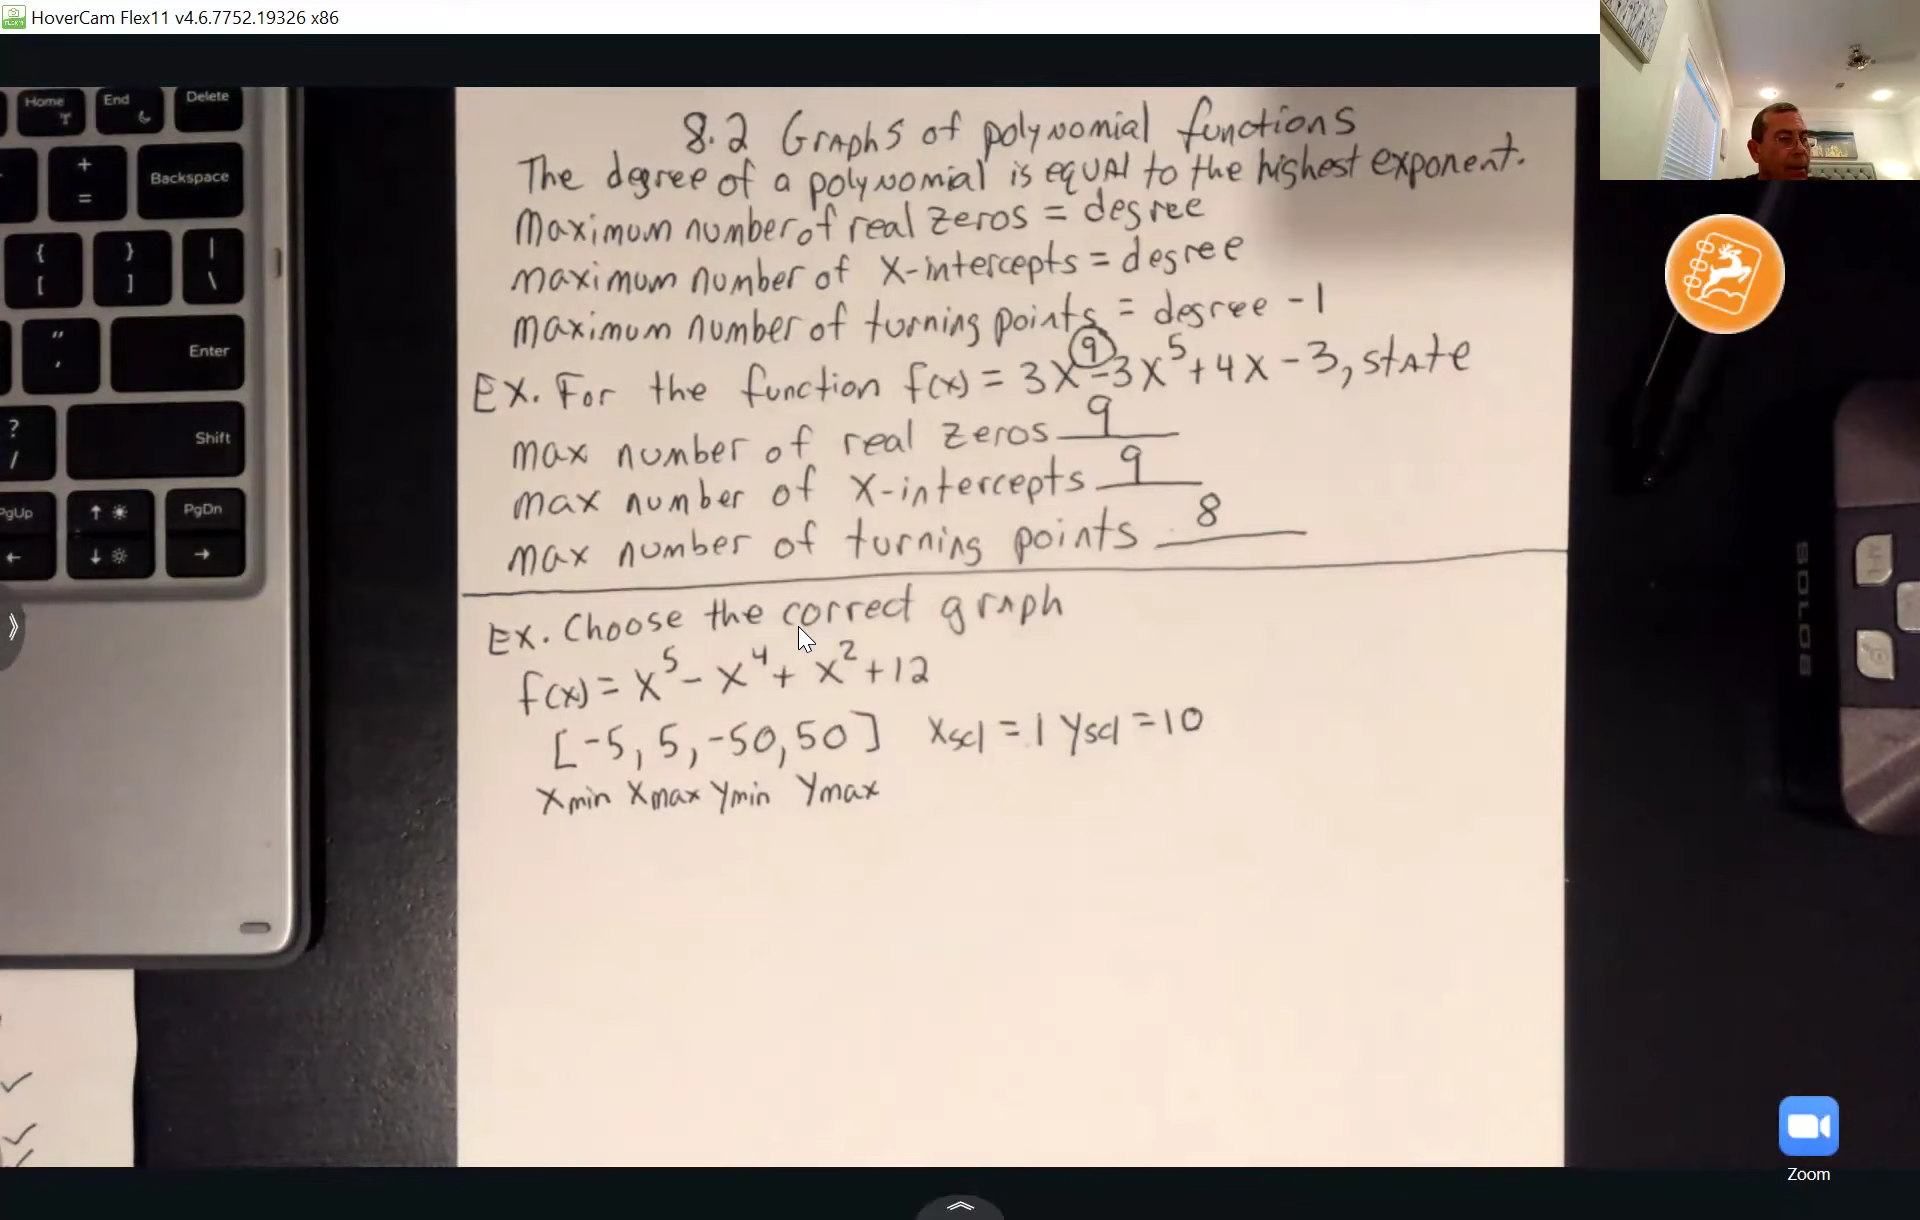 HoverCam Flex11 v4.6.7752.19326 x86
Home
End
Delete
+
=
Backspace
{
[
}
]
|
\
"
,
Enter
?
/
Shift
PgUp
PgDn
8.2 Graphs of polynomial functions
The degree of a polynomial is equal to the highest exponent.
Maximum number of real zeros = degree
maximum number of x-intercepts = degree
maximum number of turning points = degree - 1
Ex. For the function f(x) = 3x⁹-3x⁵+4x-3, state
max number of real zeros 9
max number of x-intercepts 9
max number of turning points 8
Ex. Choose the correct graph
f(x) = x⁵- x⁴+ x²+12
[-5, 5, -50, 50] Xscl = 1 Yscl = 10
Xmin Xmax Ymin Ymax
Zoom